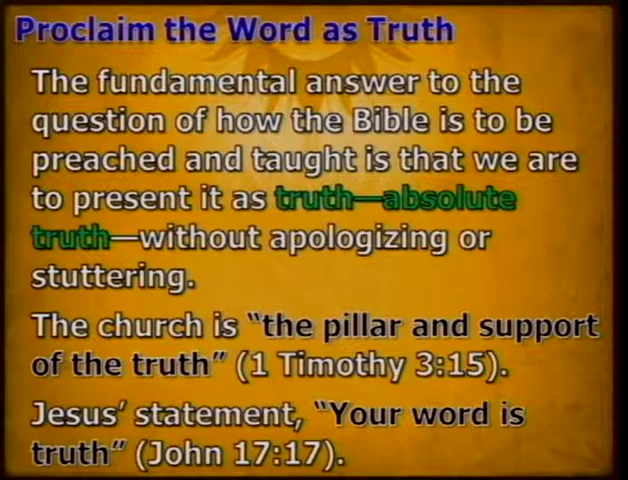 Proclaim the Word as Truth
The fundamental answer to the
question of how the Bible is to be
preached and taught is that we are
to present it as truth—absolute
truth—without apologizing or
stuttering.
The church is “the pillar and support
of the truth” (1 Timothy 3:15).
Jesus’ statement, “Your word is
truth” (John 17:17).